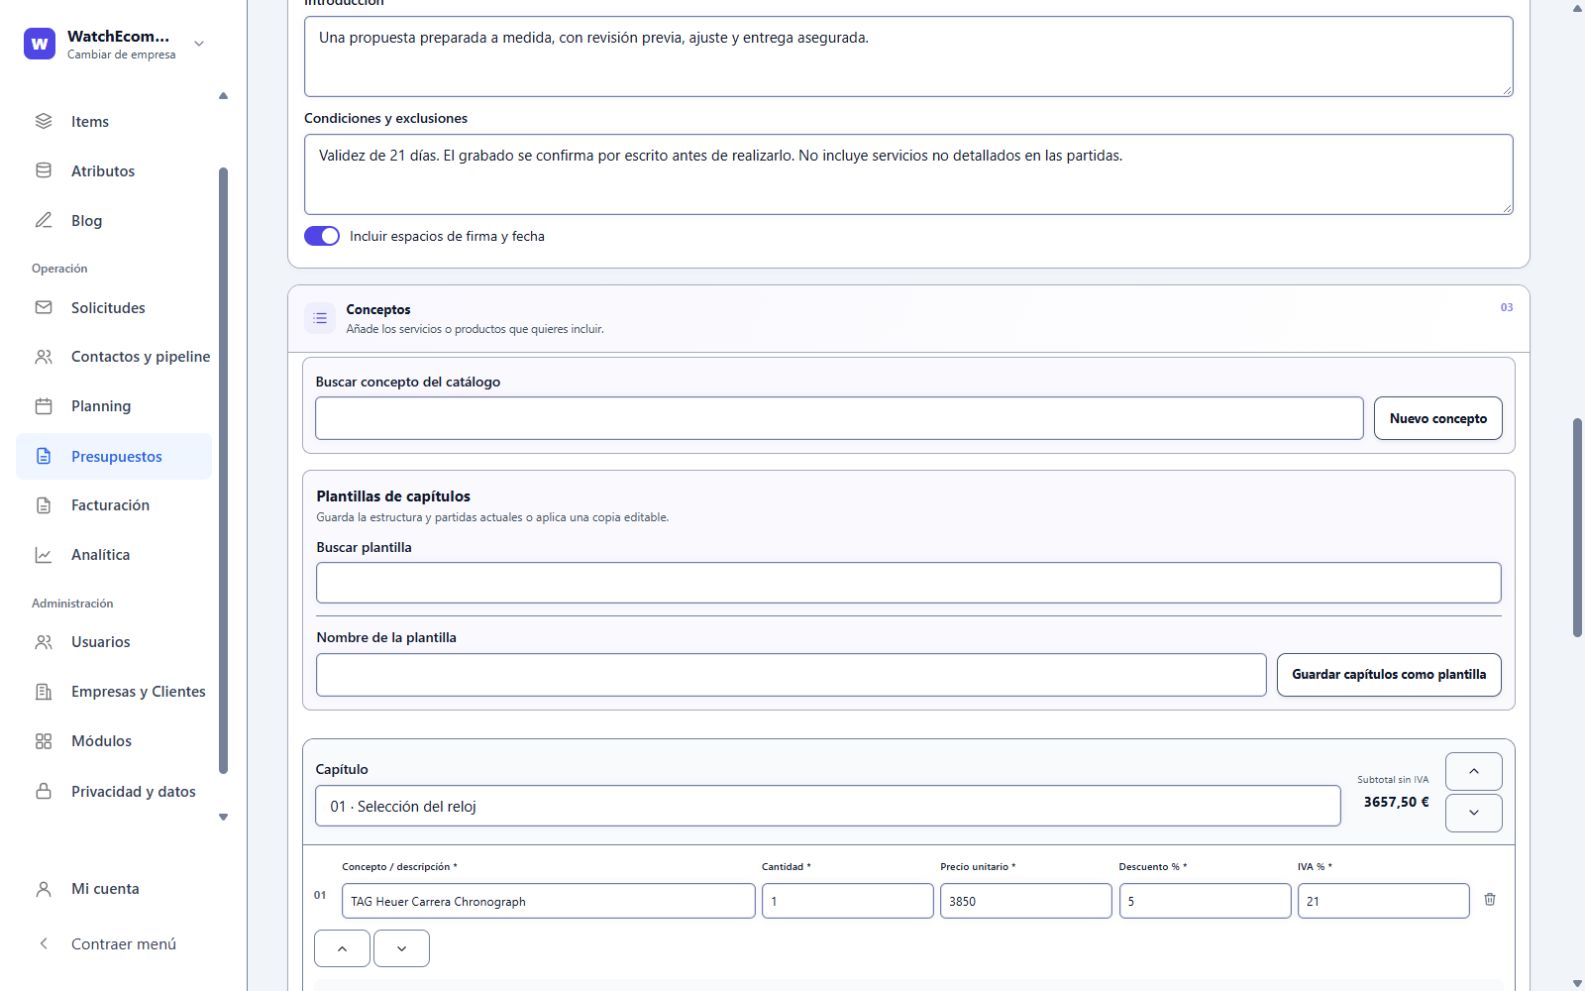 W
WatchEcom...
Cambiar de empresa
Items
Atributos
Blog
Operación
Solicitudes
Contactos y pipeline
Planning
Presupuestos
Facturación
Analítica
Administración
Usuarios
Empresas y Clientes
Módulos
Privacidad y datos
Mi cuenta
Contraer menú
Introducción
Una propuesta preparada a medida, con revisión previa, ajuste y entrega asegurada.
Condiciones y exclusiones
Validez de 21 días. El grabado se confirma por escrito antes de realizarlo. No incluye servicios no detallados en las partidas.
Incluir espacios de firma y fecha
Conceptos
03
Añade los servicios o productos que quieres incluir.
Buscar concepto del catálogo
Nuevo concepto
Plantillas de capítulos
Guarda la estructura y partidas actuales o aplica una copia editable.
Buscar plantilla
Nombre de la plantilla
Guardar capítulos como plantilla
Capítulo
01 · Selección del reloj
Subtotal sin IVA
3657,50 €
Concepto / descripción * Cantidad * Precio unitario * Descuento % * IVA % *
01 TAG Heuer Carrera Chronograph 1 3850 5 21